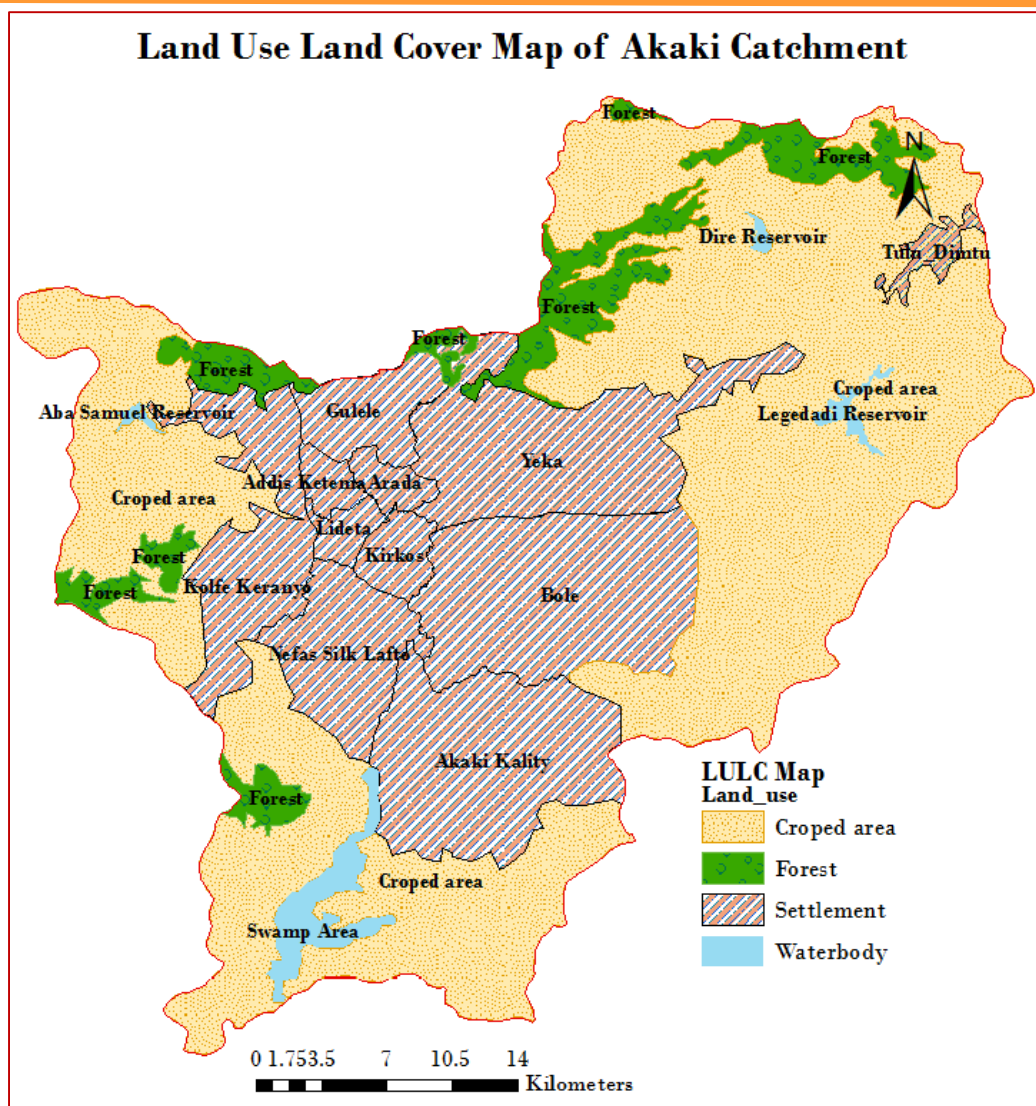 Land Use Land Cover Map of Akaki Catchment
Forest
N
Forest
Dire Reservoir
Tulu_Dimtu
Forest
Forest
Forest
Croped area
Aba Samuel Reservoir
Gulele
Legedadi Reservoir
Yeka
Addis Ketema
Arada
Croped area
Lideta
Kirkos
Forest
Kolfe Keranyo
Forest
Bole
Nefas Silk Lafto
Akaki Kality
LULC Map
Land_use
Forest
Croped area
Forest
Croped area
Settlement
Swamp Area
Waterbody
0 1.753.5 7 10.5 14
Kilometers